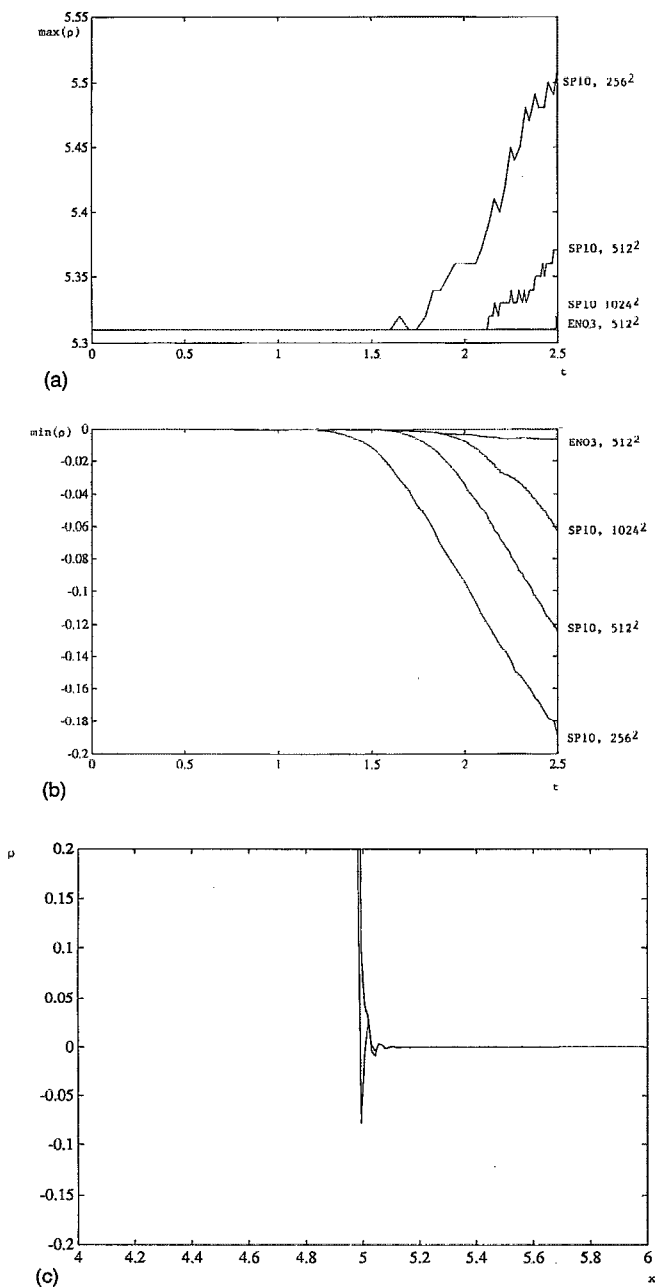 5.55
max(ρ)
5.5
5.45
5.4
5.35
5.3
0
0.5
1
1.5
2
2.5
t
SP10, 256²
SP10, 512²
SP10 1024²
ENO3, 512²
(a)
min(ρ)
0
-0.02
-0.04
-0.06
-0.08
-0.1
-0.12
-0.14
-0.16
-0.18
-0.2
0
0.5
1
1.5
2
2.5
t
ENO3, 512²
SP10, 1024²
SP10, 512²
SP10, 256²
(b)
ρ
0.2
0.15
0.1
0.05
0
-0.05
-0.1
-0.15
-0.2
4
4.2
4.4
4.6
4.8
5
5.2
5.4
5.6
5.8
6
x
(c)